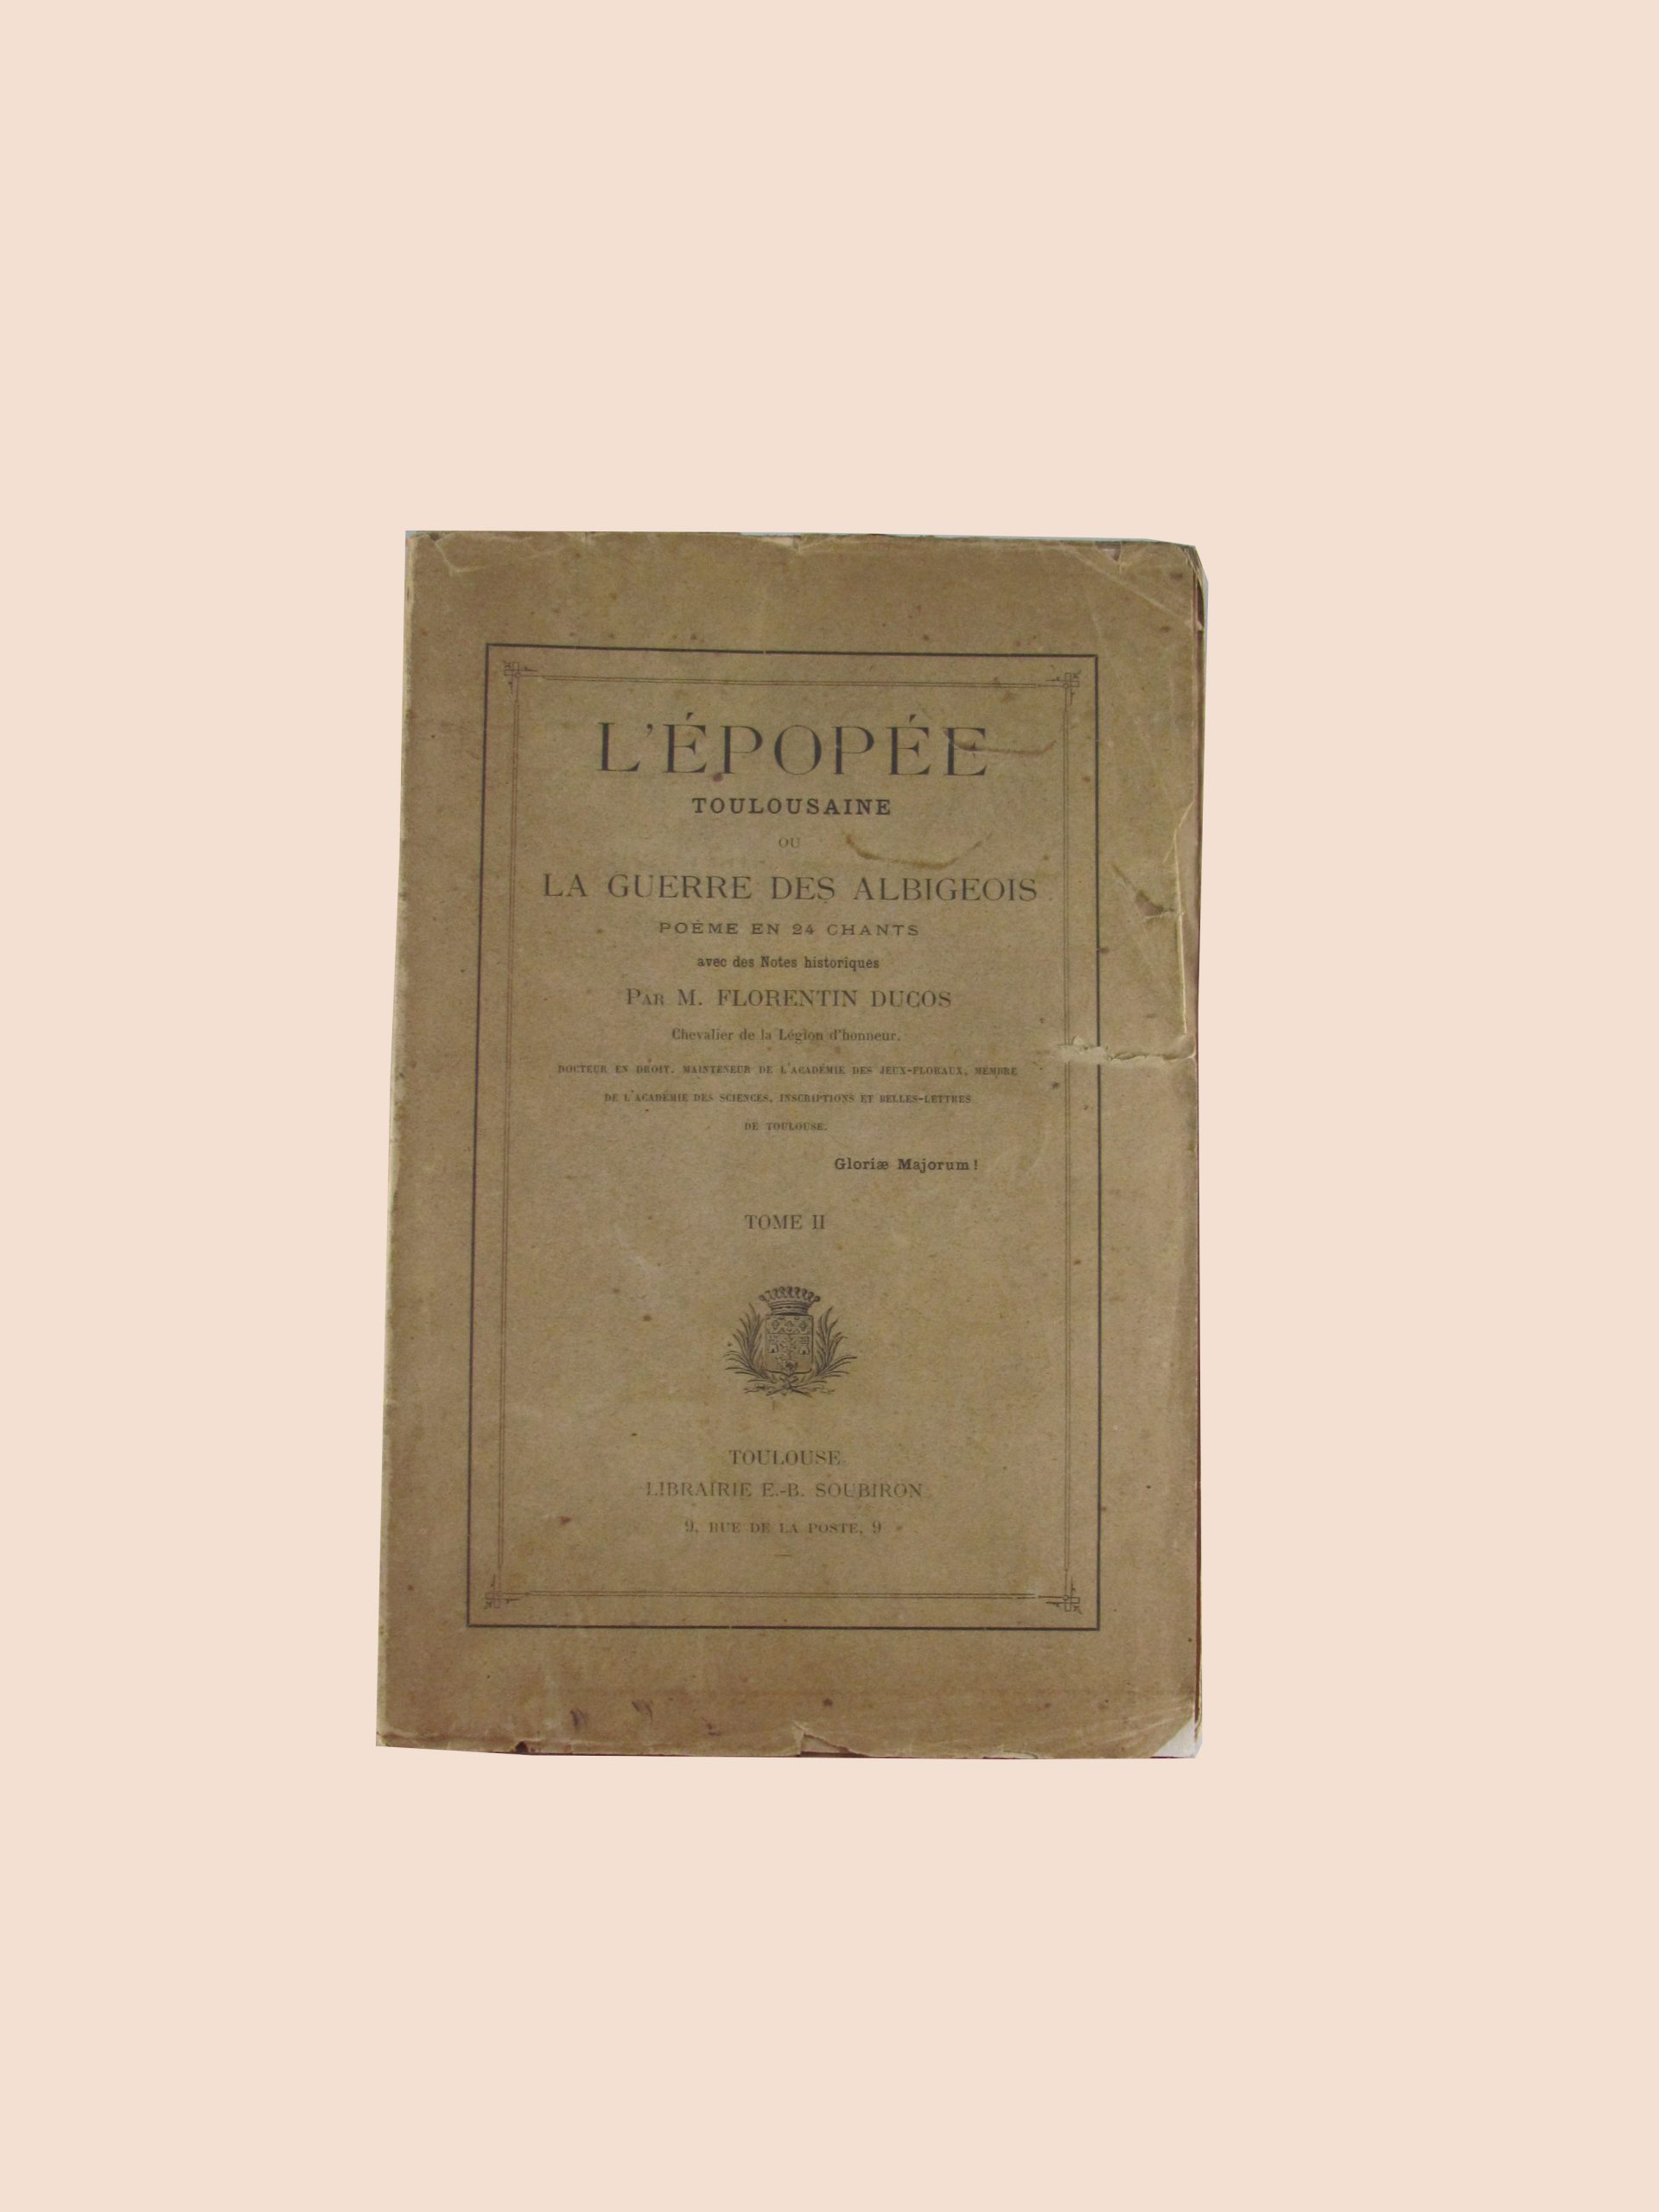 L'ÉPOPÉE
TOULOUSAINE
OU
LA GUERRE DES ALBIGEOIS
POÈME EN 24 CHANTS
avec des Notes historiques
PAR M. FLORENTIN DUCOS
Chevalier de la Légion d'honneur,
DOCTEUR EN DROIT, MAINTENEUR DE L'ACADÉMIE DES JEUX-FLORAUX, MEMBRE
DE L'ACADÉMIE DES SCIENCES, INSCRIPTIONS ET BELLES-LETTRES
DE TOULOUSE.
Gloriæ Majorum!
TOME II
TOULOUSE
LIBRAIRIE E.-B. SOUBIRON
9, RUE DE LA POSTE, 9